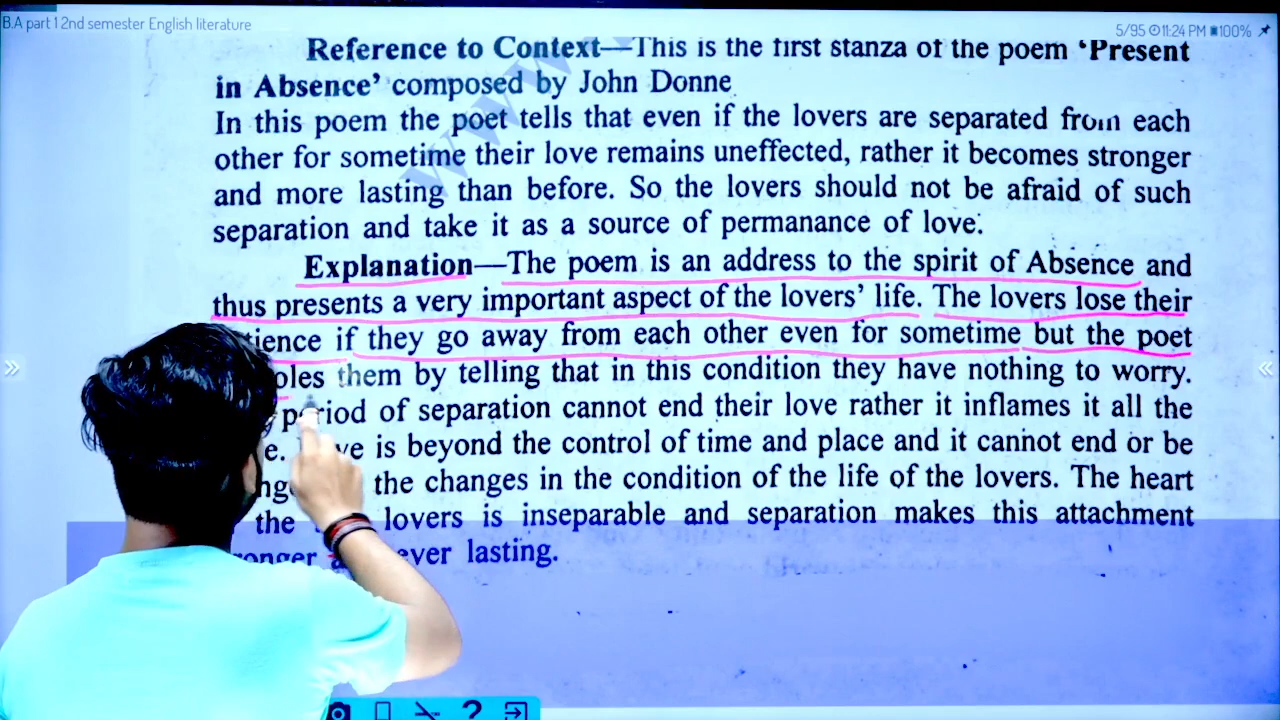 B.A part 1 2nd semester English literature
5/95 11:24 PM 100%
Reference to Context—This is the first stanza of the poem ‘Present
in Absence’ composed by John Donne
In this poem the poet tells that even if the lovers are separated from each
other for sometime their love remains uneffected, rather it becomes stronger
and more lasting than before. So the lovers should not be afraid of such
separation and take it as a source of permanance of love.
Explanation—The poem is an address to the spirit of Absence and
thus presents a very important aspect of the lovers’ life. The lovers lose their
if they go away from each other even for sometime but the poet
them by telling that in this condition they have nothing to worry.
period of separation cannot end their love rather it inflames it all the
is beyond the control of time and place and it cannot end or be
the changes in the condition of the life of the lovers. The heart
the lovers is inseparable and separation makes this attachment
ever lasting.